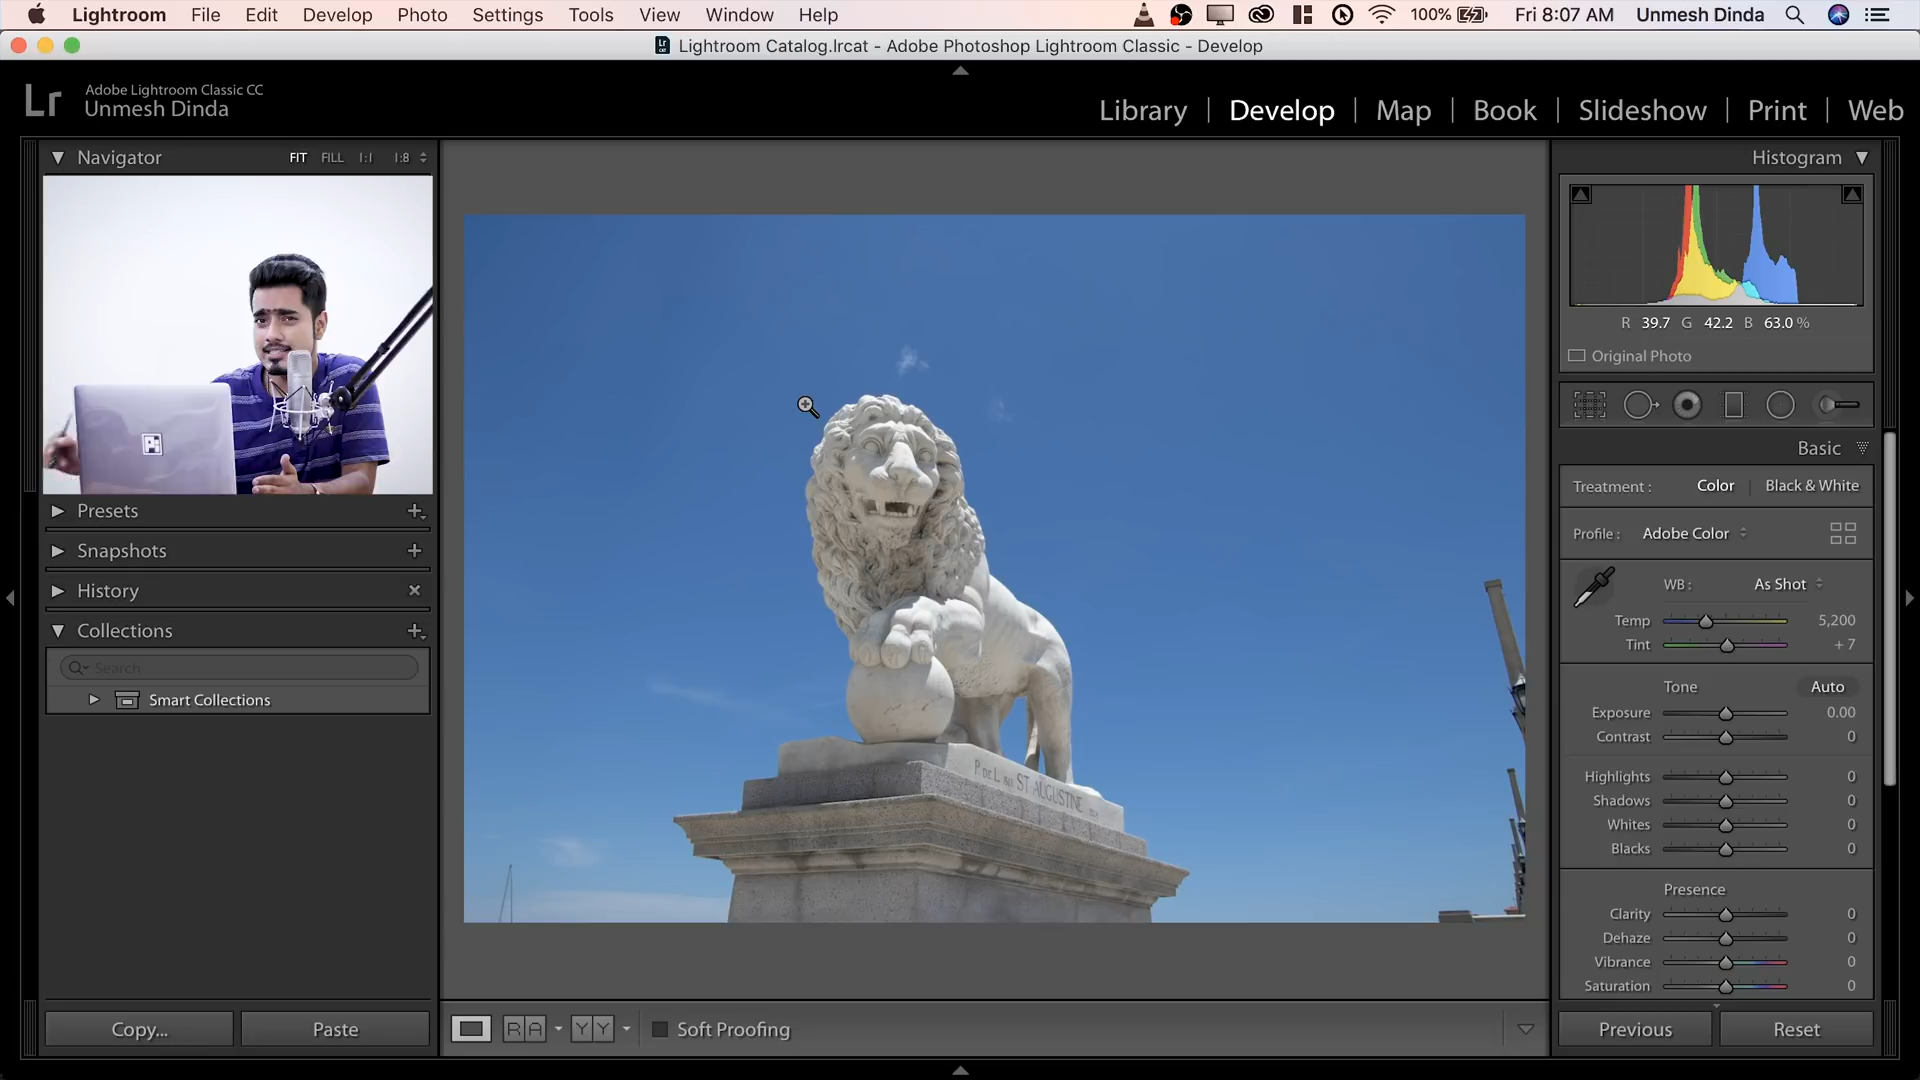 Lightroom File Edit Develop Photo Settings Tools View Window Help 100% Fri 8:07 AM Unmesh Dinda
Lightroom Catalog.lrcat - Adobe Photoshop Lightroom Classic - Develop
Lr
Adobe Lightroom Classic CC
Unmesh Dinda
Library | Develop | Map | Book | Slideshow | Print | Web
Navigator FIT FILL 1:1 1:8
Presets
Snapshots
History
Collections
Search
Smart Collections
Copy... Paste
P DE L ST AUGUSTINE
R A Y Y Soft Proofing
Histogram
R 39.7 G 42.2 B 63.0 %
Original Photo
Basic
Treatment : Color | Black & White
Profile : Adobe Color
WB : As Shot
Temp 5,200
Tint + 7
Tone Auto
Exposure 0.00
Contrast 0
Highlights 0
Shadows 0
Whites 0
Blacks 0
Presence
Clarity 0
Dehaze 0
Vibrance 0
Saturation 0
Previous Reset